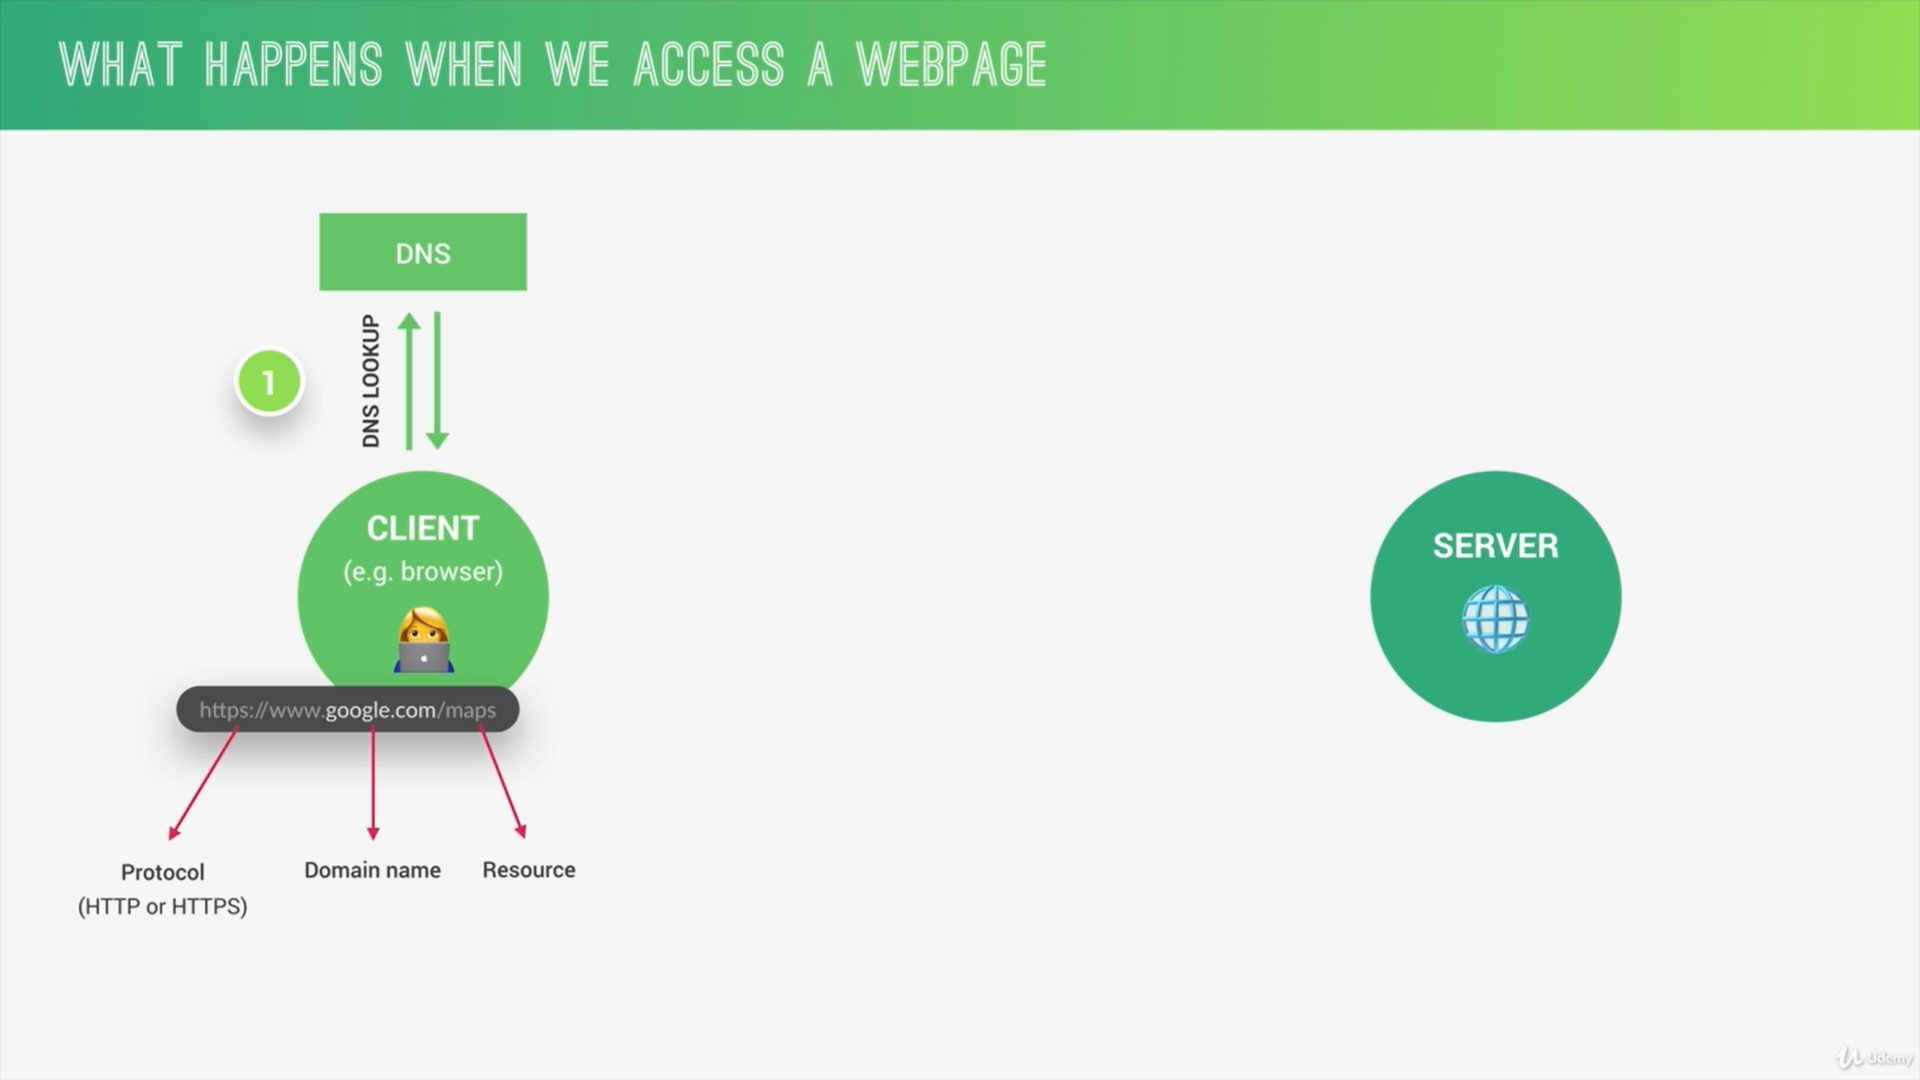 WHAT HAPPENS WHEN WE ACCESS A WEBPAGE
DNS
DNS LOOKUP
1
CLIENT
(e.g. browser)
SERVER
https://www.google.com/maps
Protocol
(HTTP or HTTPS)
Domain name
Resource
Udemy